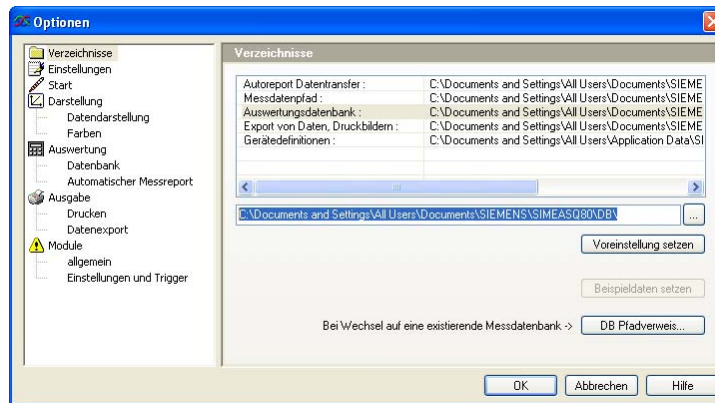 Optionen
Verzeichnisse
Einstellungen
Start
Darstellung
Datendarstellung
Farben
Auswertung
Datenbank
Automatischer Messreport
Ausgabe
Drucken
Datenexport
Module
allgemein
Einstellungen und Trigger
Verzeichnisse
Autoreport Datentransfer : C:\Documents and Settings\All Users\Documents\SIEME
Messdatenpfad : C:\Documents and Settings\All Users\Documents\SIEME
Auswertungsdatenbank : C:\Documents and Settings\All Users\Documents\SIEME
Export von Daten, Druckbildern : C:\Documents and Settings\All Users\Documents\SIEME
Gerätedefinitionen : C:\Documents and Settings\All Users\Application Data\SI
C:\Documents and Settings\All Users\Documents\SIEMENS\SIMEASQ80\DB\
...
Voreinstellung setzen
Beispieldaten setzen
Bei Wechsel auf eine existierende Messdatenbank -> DB Pfadverweis...
OK Abbrechen Hilfe